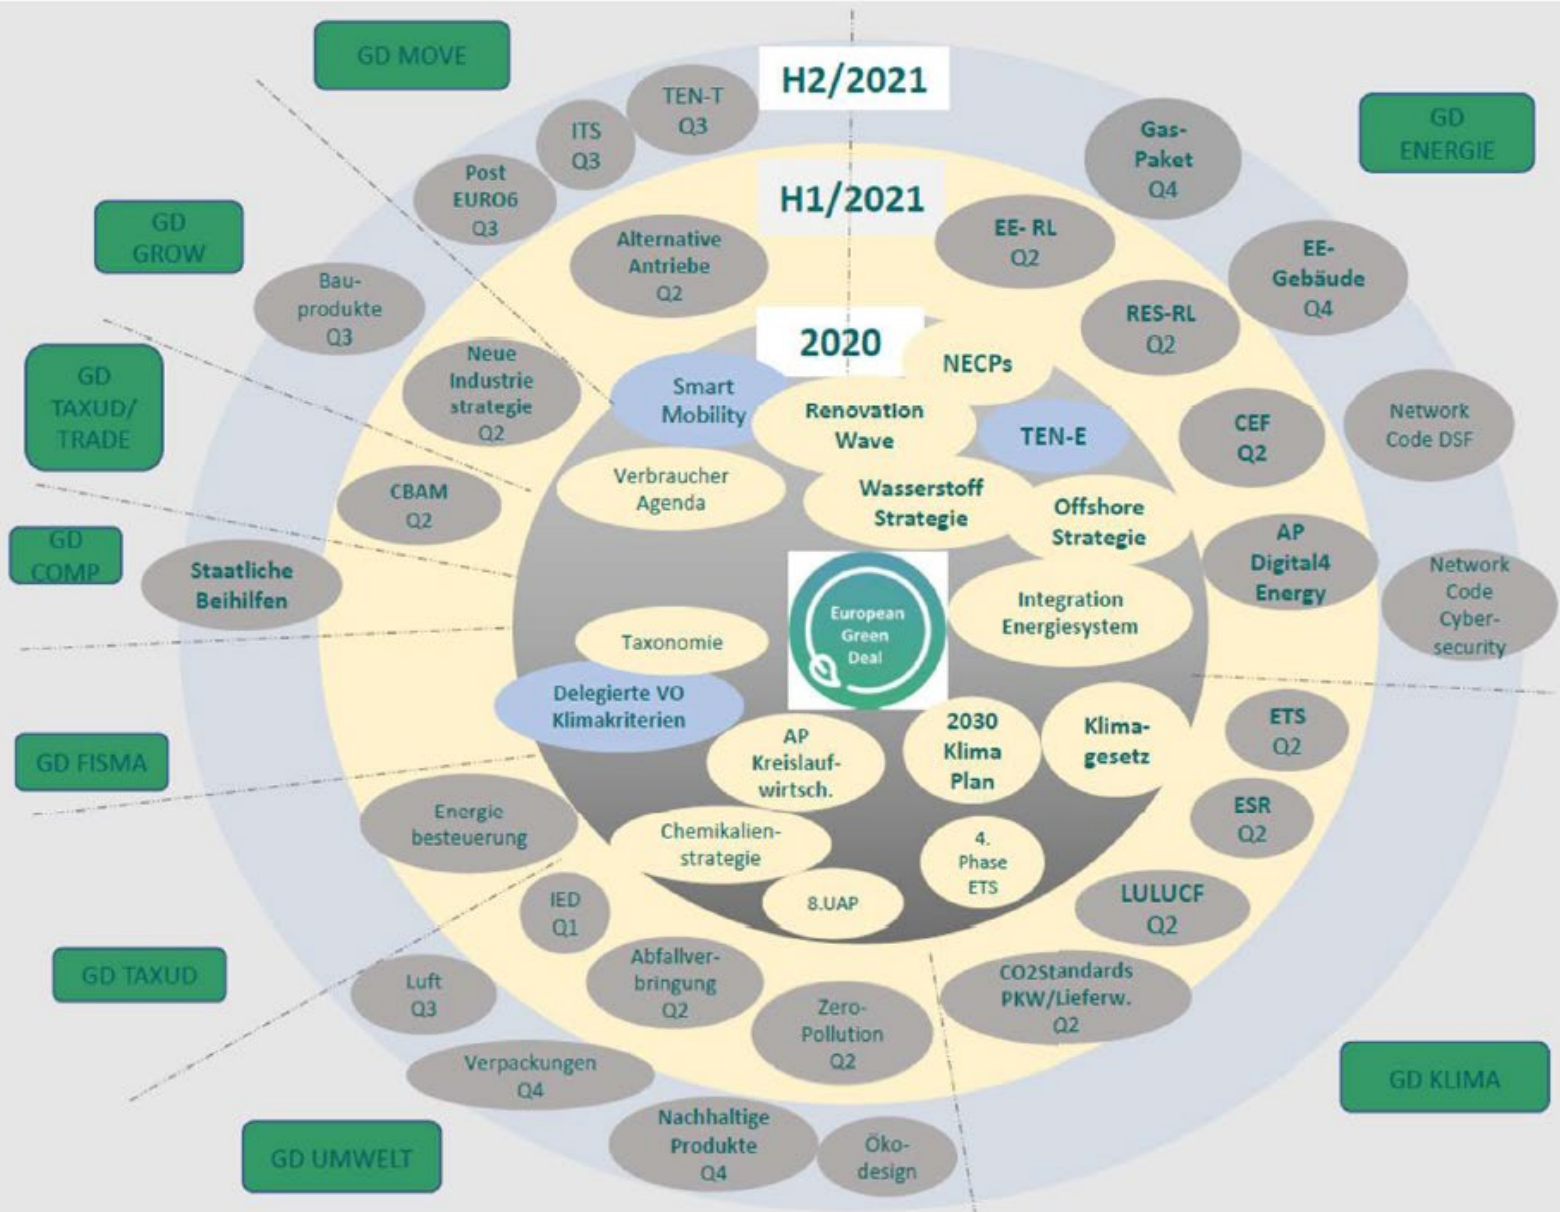 GD MOVE
H2/2021
TEN-T
Q3
ITS
Q3
Post
EURO6
Q3
Gas-
Paket
Q4
GD
ENERGIE
H1/2021
GD
GROW
Alternative
Antriebe
Q2
EE- RL
Q2
EE-
Gebäude
Q4
Bau-
produkte
Q3
RES-RL
Q2
2020
NECPs
GD
TAXUD/
TRADE
Neue
Industrie
strategie
Q2
Smart
Mobility
Renovation
Wave
TEN-E
CEF
Q2
Network
Code DSF
CBAM
Q2
Verbraucher
Agenda
Wasserstoff
Strategie
Offshore
Strategie
GD
COMP
Staatliche
Beihilfen
AP
Digital4
Energy
Network
Code
Cyber-
security
European
Green
Deal
Integration
Energiesystem
Taxonomie
Delegierte VO
Klimakriterien
GD FISMA
AP
Kreislauf-
wirtsch.
2030
Klima
Plan
Klima-
gesetz
ETS
Q2
Energie
besteuerung
Chemikalien-
strategie
4.
Phase
ETS
ESR
Q2
IED
Q1
8.UAP
LULUCF
Q2
GD TAXUD
Luft
Q3
Abfallver-
bringung
Q2
Zero-
Pollution
Q2
CO2Standards
PKW/Lieferw.
Q2
Verpackungen
Q4
GD KLIMA
GD UMWELT
Nachhaltige
Produkte
Q4
Öko-
design